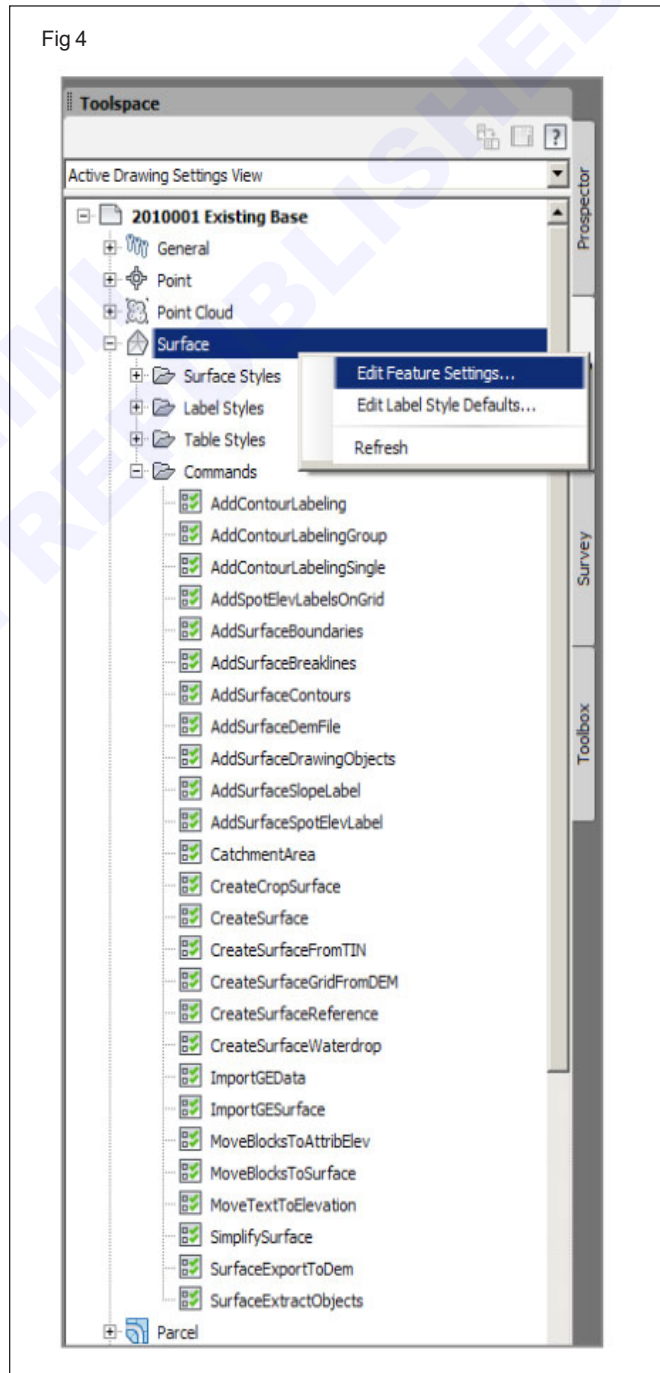 Fig 4
Toolspace
?
Active Drawing Settings View
2010001 Existing Base
General
Point
Point Cloud
Surface
Edit Feature Settings...
Surface Styles
Edit Label Style Defaults...
Label Styles
Refresh
Table Styles
Commands
AddContourLabeling
AddContourLabelingGroup
AddContourLabelingSingle
AddSpotElevLabelsOnGrid
AddSurfaceBoundaries
AddSurfaceBreaklines
AddSurfaceContours
AddSurfaceDemFile
AddSurfaceDrawingObjects
AddSurfaceSlopeLabel
AddSurfaceSpotElevLabel
CatchmentArea
CreateCropSurface
CreateSurface
CreateSurfaceFromTIN
CreateSurfaceGridFromDEM
CreateSurfaceReference
CreateSurfaceWaterdrop
ImportGEData
ImportGESurface
MoveBlocksToAttribElev
MoveBlocksToSurface
MoveTextToElevation
SimplifySurface
SurfaceExportToDem
SurfaceExtractObjects
Parcel
Prospector
Survey
Toolbox